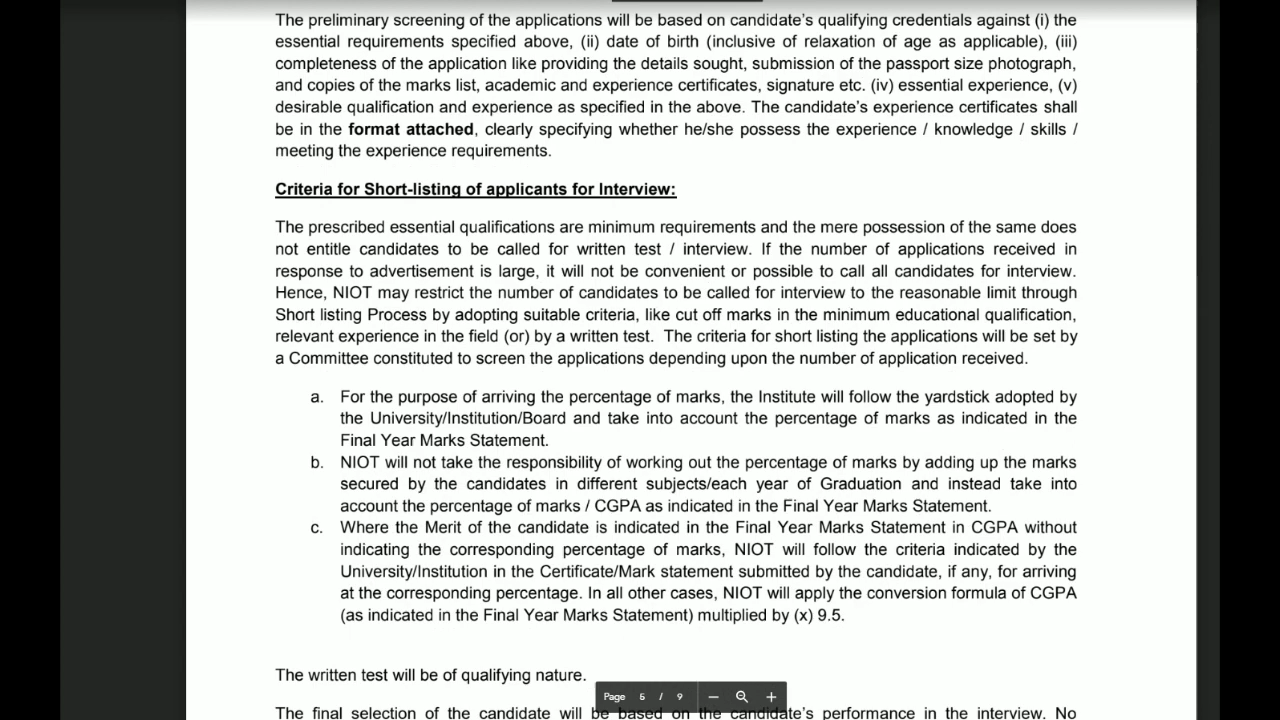 The preliminary screening of the applications will be based on candidate's qualifying credentials against (i) the
essential requirements specified above, (ii) date of birth (inclusive of relaxation of age as applicable), (iii)
completeness of the application like providing the details sought, submission of the passport size photograph,
and copies of the marks list, academic and experience certificates, signature etc. (iv) essential experience, (v)
desirable qualification and experience as specified in the above. The candidate's experience certificates shall
be in the format attached, clearly specifying whether he/she possess the experience / knowledge / skills /
meeting the experience requirements.
Criteria for Short-listing of applicants for Interview:
The prescribed essential qualifications are minimum requirements and the mere possession of the same does
not entitle candidates to be called for written test / interview. If the number of applications received in
response to advertisement is large, it will not be convenient or possible to call all candidates for interview.
Hence, NIOT may restrict the number of candidates to be called for interview to the reasonable limit through
Short listing Process by adopting suitable criteria, like cut off marks in the minimum educational qualification,
relevant experience in the field (or) by a written test. The criteria for short listing the applications will be set by
a Committee constituted to screen the applications depending upon the number of application received.
a. For the purpose of arriving the percentage of marks, the Institute will follow the yardstick adopted by
the University/Institution/Board and take into account the percentage of marks as indicated in the
Final Year Marks Statement.
b. NIOT will not take the responsibility of working out the percentage of marks by adding up the marks
secured by the candidates in different subjects/each year of Graduation and instead take into
account the percentage of marks / CGPA as indicated in the Final Year Marks Statement.
c. Where the Merit of the candidate is indicated in the Final Year Marks Statement in CGPA without
indicating the corresponding percentage of marks, NIOT will follow the criteria indicated by the
University/Institution in the Certificate/Mark statement submitted by the candidate, if any, for arriving
at the corresponding percentage. In all other cases, NIOT will apply the conversion formula of CGPA
(as indicated in the Final Year Marks Statement) multiplied by (x) 9.5.
The written test will be of qualifying nature.
Page 5 / 9
The final selection of the candidate will be based on the candidate's performance in the interview. No